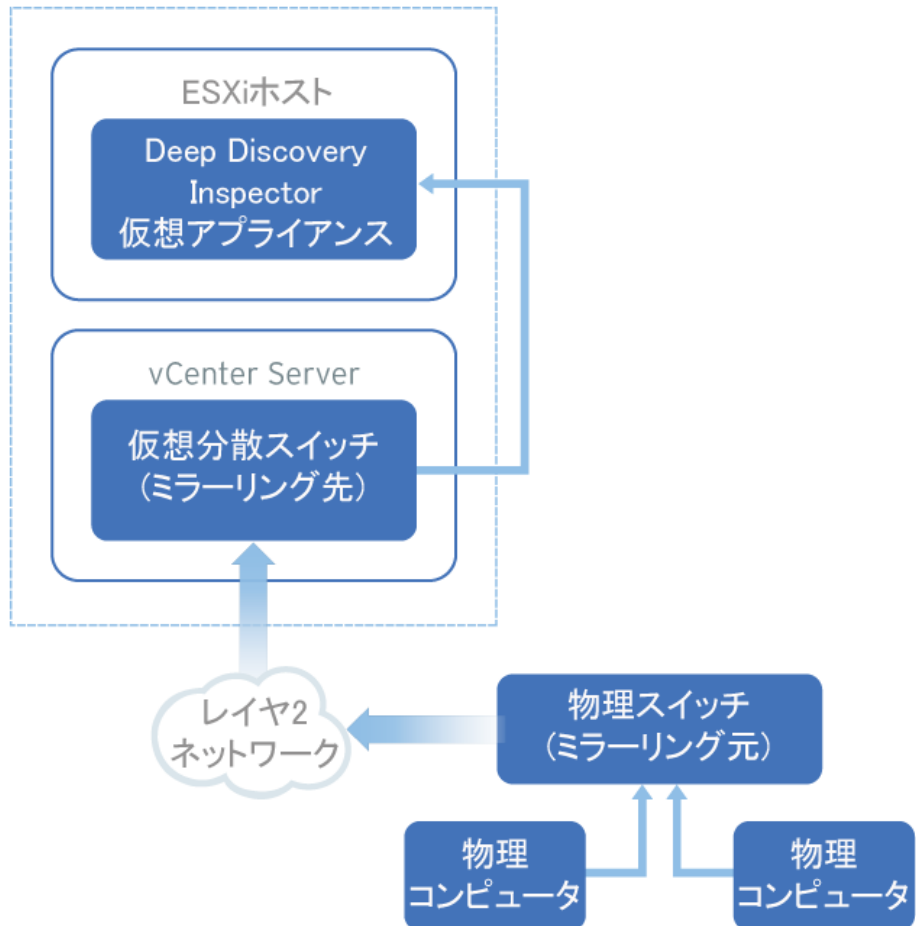 ESXiホスト
Deep Discovery
Inspector
仮想アプライアンス
vCenter Server
仮想分散スイッチ
(ミラーリング先)
レイヤ2
ネットワーク
物理スイッチ
(ミラーリング元)
物理
コンピュータ
物理
コンピュータ